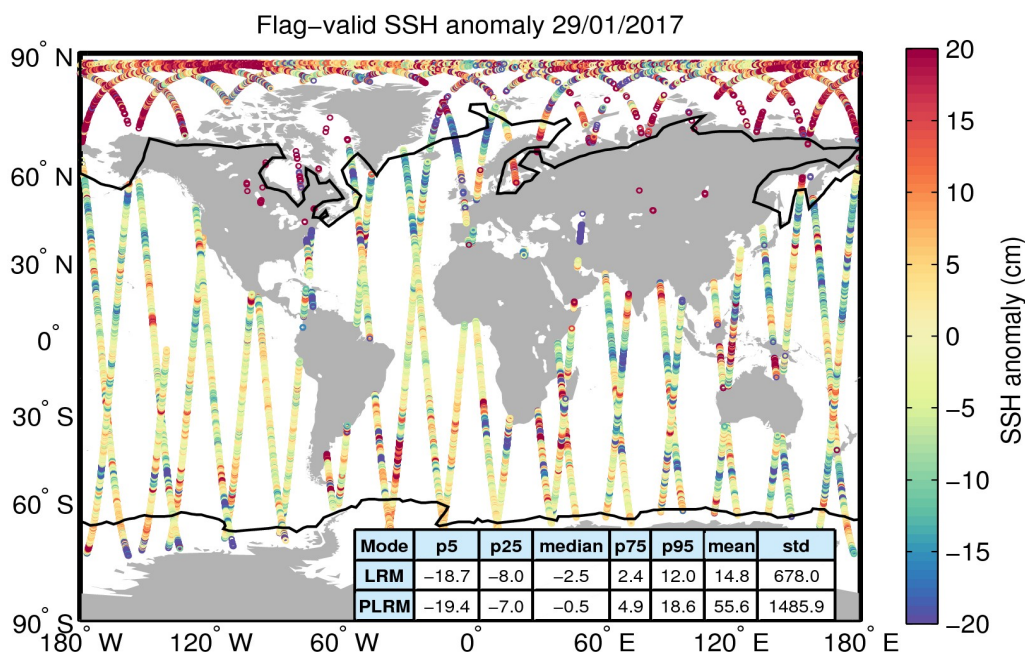 Flag−valid SSH anomaly 29/01/2017
90° N
60° N
30° N
0°
30° S
60° S
90° S
180° W
120° W
60° W
0°
60° E
120° E
180° E
20
15
10
5
0
−5
−10
−15
−20
SSH anomaly (cm)
Mode p5 p25 median p75 p95 mean std
LRM −18.7 −8.0 −2.5 2.4 12.0 14.8 678.0
PLRM −19.4 −7.0 −0.5 4.9 18.6 55.6 1485.9